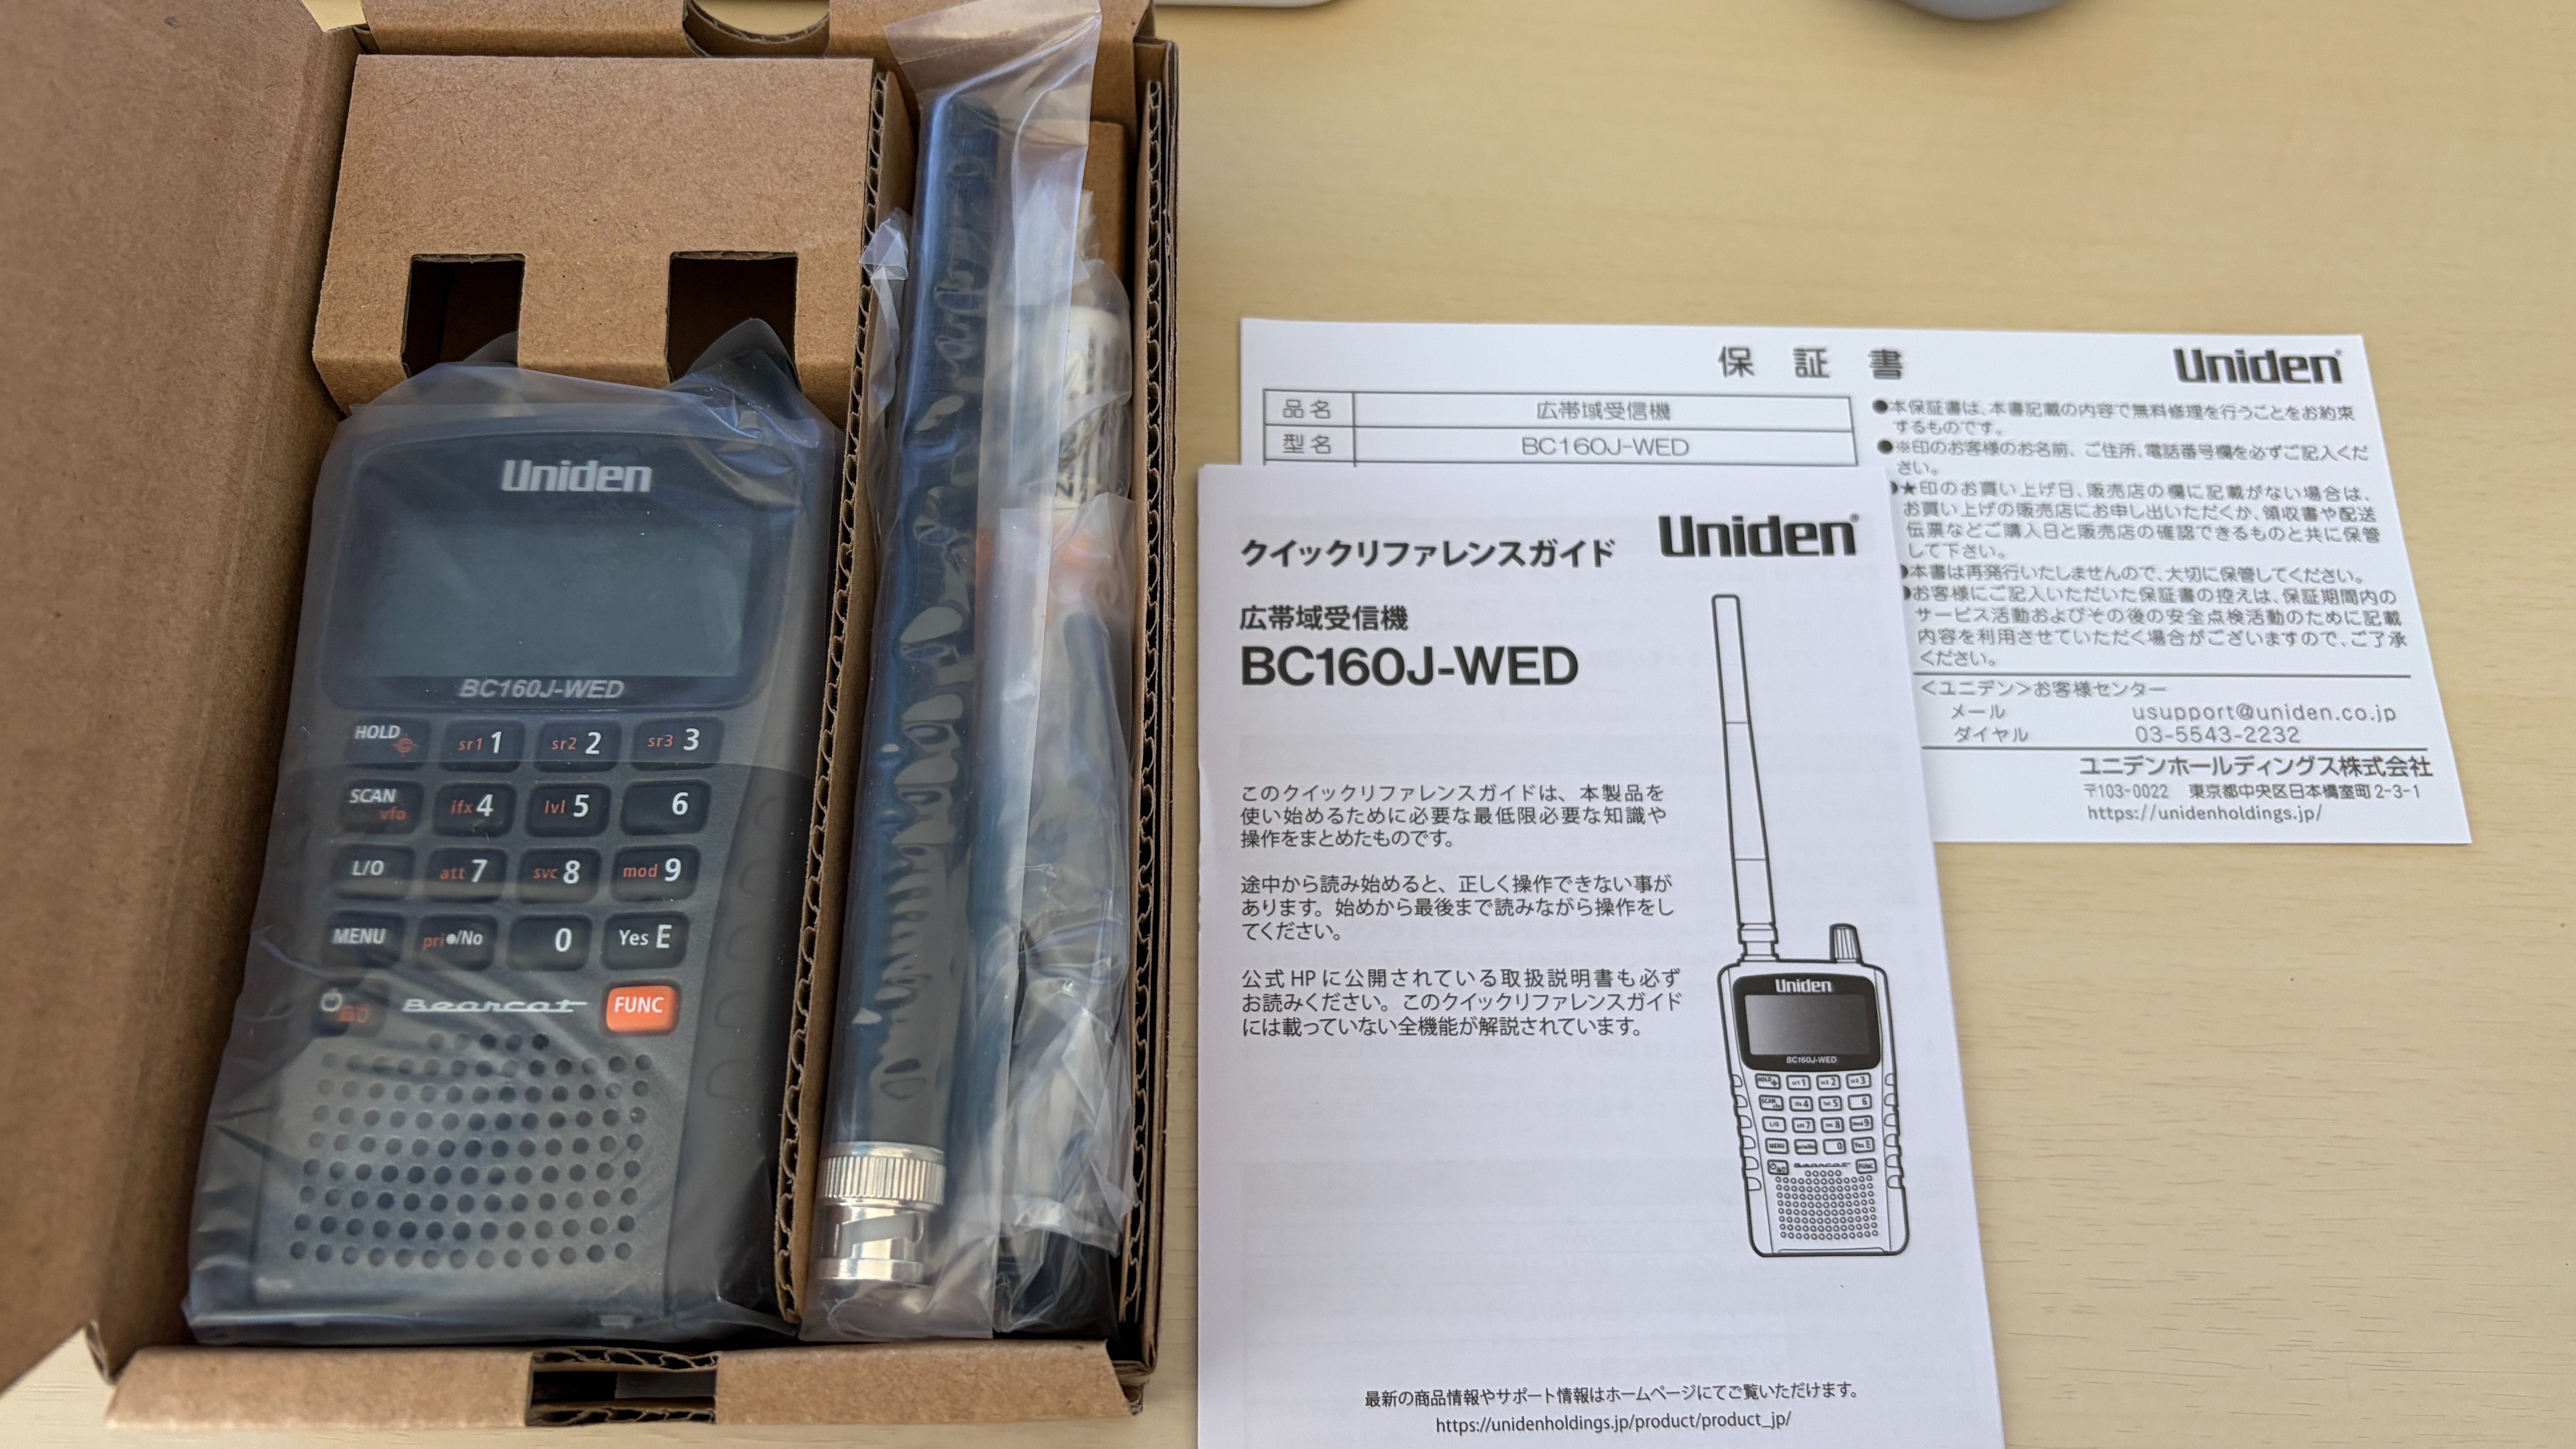 Uniden
BC160J-WED
HOLD
sr1 1
sr2 2
sr3 3
SCAN
vfo
ifx 4
lvl 5
6
L/O
att 7
svc 8
mod 9
MENU
pri ●/No
0
Yes E
Bearcat
FUNC
保証書
Uniden
品名 広帯域受信機
型名 BC160J-WED
●本保証書は、本書記載の内容で無料修理を行うことをお約束
するものです。
●※印のお客様のお名前、ご住所、電話番号欄を必ずご記入くだ
さい。
●★印のお買い上げ日、販売店の欄に記載がない場合は、
お買い上げの販売店にお申し出いただくか、領収書や配送
伝票などご購入日と販売店の確認できるものと共に保管
して下さい。
●本書は再発行いたしませんので、大切に保管してください。
●お客様にご記入いただいた保証書の控えは、保証期間内の
サービス活動およびその後の安全点検活動のために記載
内容を利用させていただく場合がございますので、ご了承
ください。
＜ユニデン＞お客様センター
メール usupport@uniden.co.jp
ダイヤル 03-5543-2232
ユニデンホールディングス株式会社
〒103-0022 東京都中央区日本橋室町2-3-1
https://unidenholdings.jp/
クイックリファレンスガイド
Uniden
広帯域受信機
BC160J-WED
このクイックリファレンスガイドは、本製品を
使い始めるために必要な最低限必要な知識や
操作をまとめたものです。
途中から読み始めると、正しく操作できない事が
あります。始めから最後まで読みながら操作をし
てください。
公式HPに公開されている取扱説明書も必ず
お読みください。このクイックリファレンスガイド
には載っていない全機能が解説されています。
Uniden
BC160J-WED
HOLD
sr1 1
sr2 2
sr3 3
SCAN
ifx 4
lvl 5
6
L/O
att 7
svc 8
mod 9
MENU
0
Yes E
Bearcat
FUNC
最新の商品情報やサポート情報はホームページにてご覧いただけます。
https://unidenholdings.jp/product/product_jp/